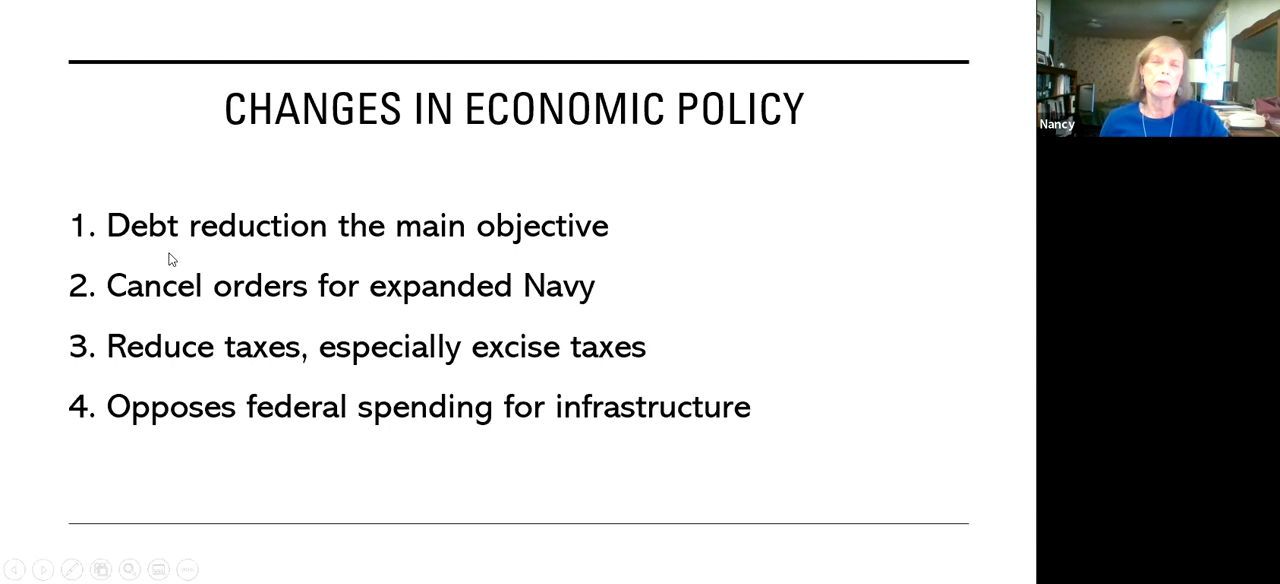 CHANGES IN ECONOMIC POLICY
1. Debt reduction the main objective
2. Cancel orders for expanded Navy
3. Reduce taxes, especially excise taxes
4. Opposes federal spending for infrastructure
Nancy